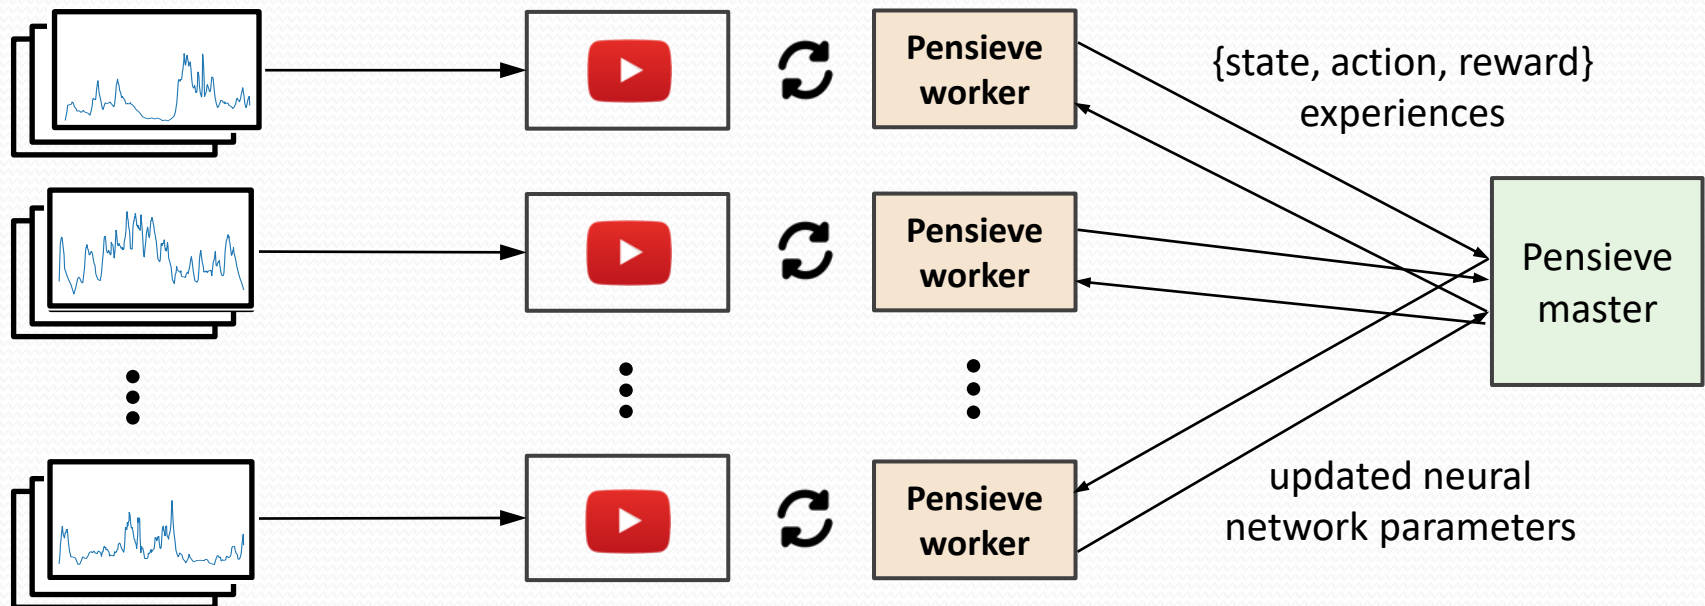 Pensieve
worker
{state, action, reward}
experiences
Pensieve
worker
Pensieve
master
Pensieve
worker
updated neural
network parameters